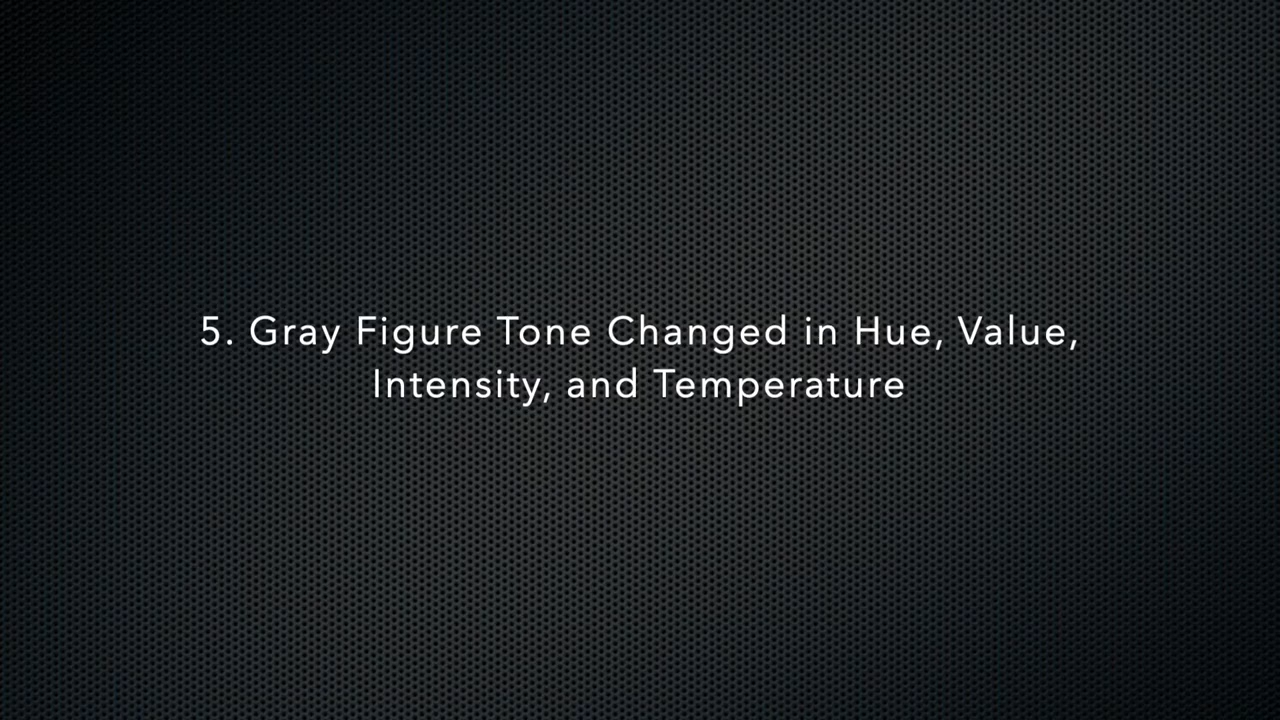 5. Gray Figure Tone Changed in Hue, Value,
Intensity, and Temperature